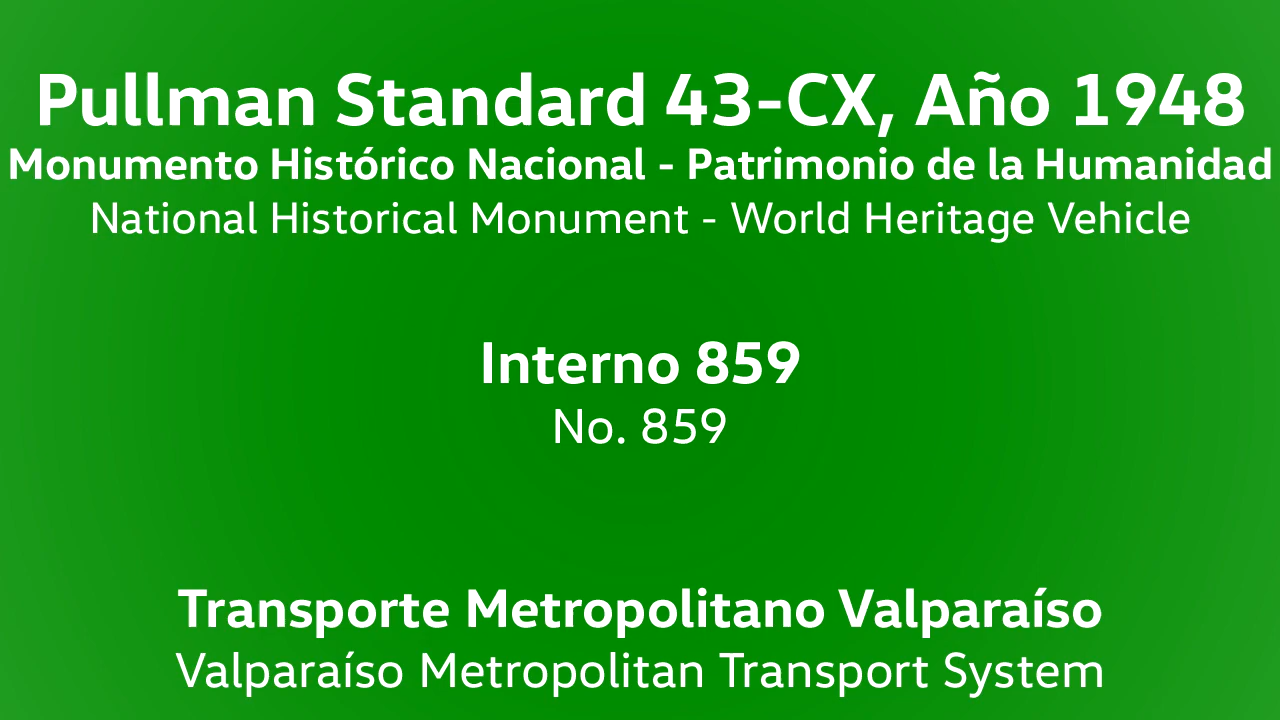 Pullman Standard 43-CX, Año 1948
Monumento Histórico Nacional - Patrimonio de la Humanidad
National Historical Monument - World Heritage Vehicle
Interno 859
No. 859
Transporte Metropolitano Valparaíso
Valparaíso Metropolitan Transport System